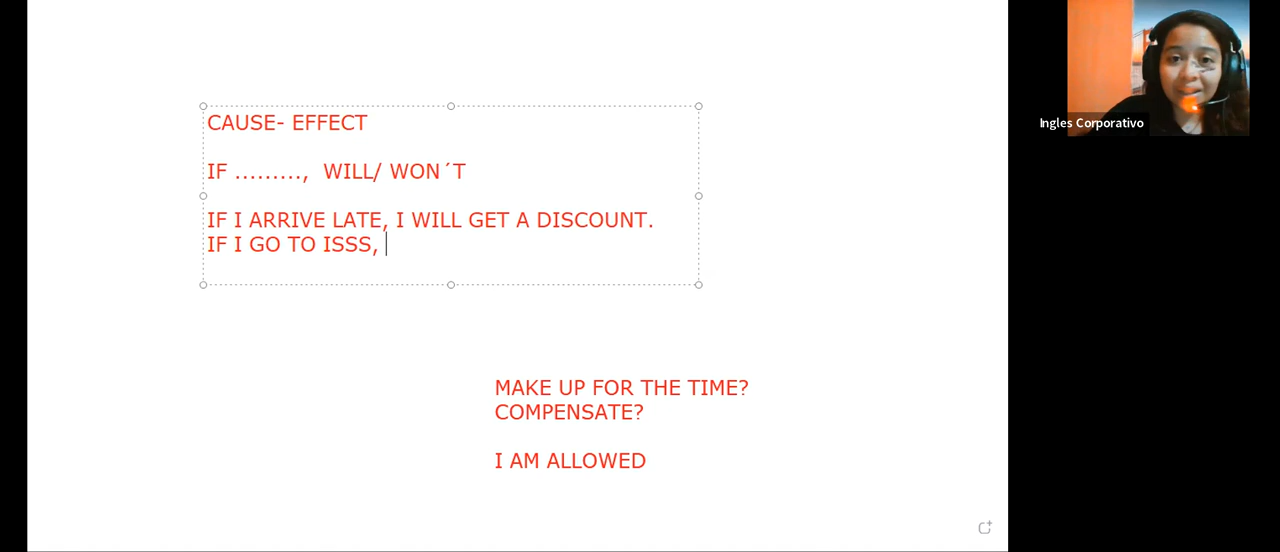 CAUSE- EFFECT
IF ........., WILL/ WON´T
IF I ARRIVE LATE, I WILL GET A DISCOUNT.
IF I GO TO ISSS,
MAKE UP FOR THE TIME?
COMPENSATE?
I AM ALLOWED
Ingles Corporativo